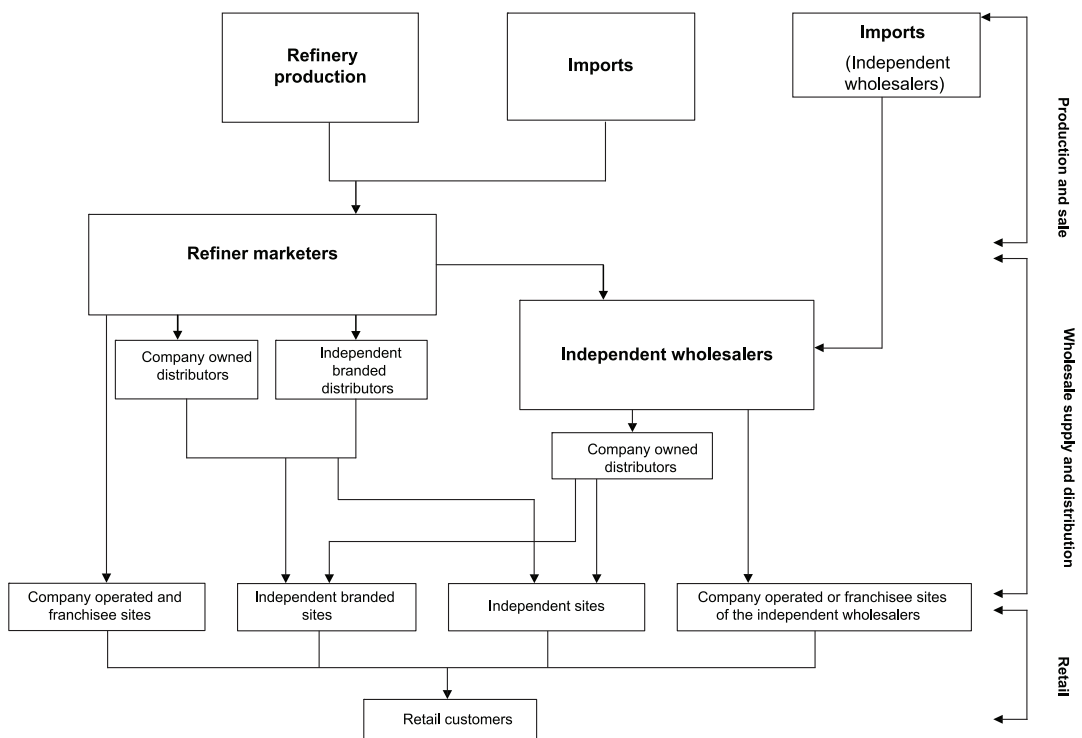 Refinery
production
Imports
Imports
(Independent
wholesalers)
Production and sale
Refiner marketers
Independent wholesalers
Company owned
distributors
Independent
branded
distributors
Company owned
distributors
Wholesale supply and distribution
Company operated and
franchisee sites
Independent branded
sites
Independent sites
Company operated or franchisee sites
of the independent wholesalers
Retail
Retail customers